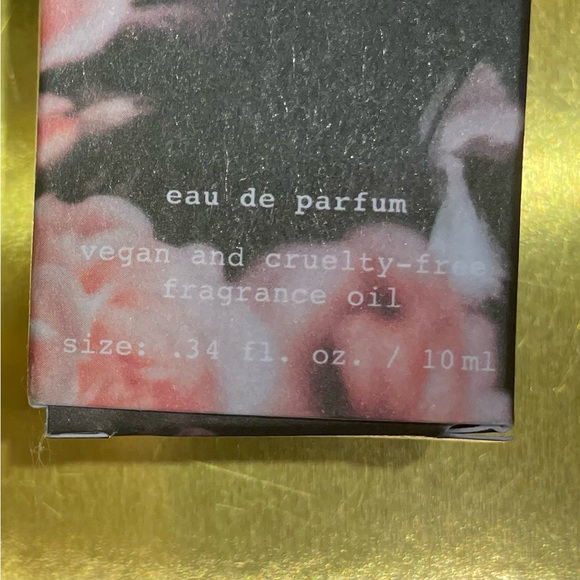 eau de parfum
vegan and cruelty-free
fragrance oil
size: .34 fl. oz. / 10ml